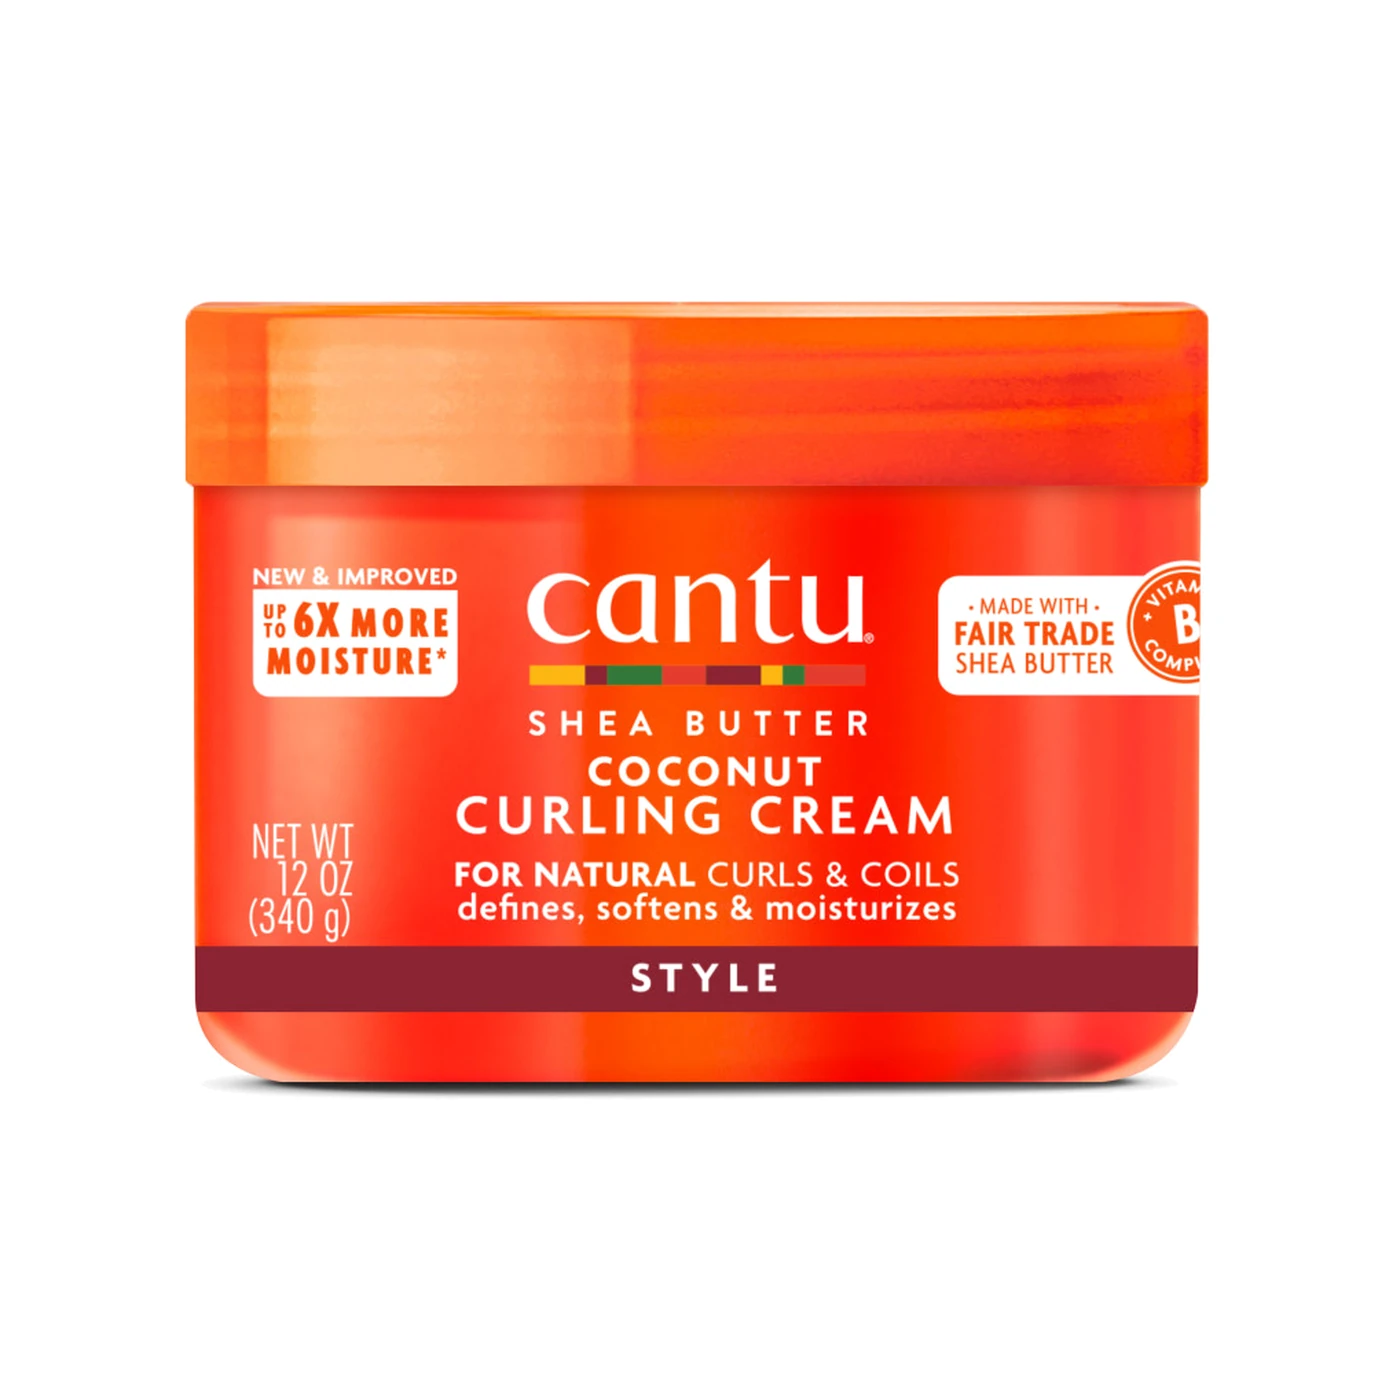 NEW & IMPROVED
UP TO 6X MORE
MOISTURE*
cantu®
SHEA BUTTER
COCONUT
CURLING CREAM
FOR NATURAL CURLS & COILS
defines, softens & moisturizes
· MADE WITH ·
FAIR TRADE
SHEA BUTTER
NET WT
12 OZ
(340 g)
STYLE